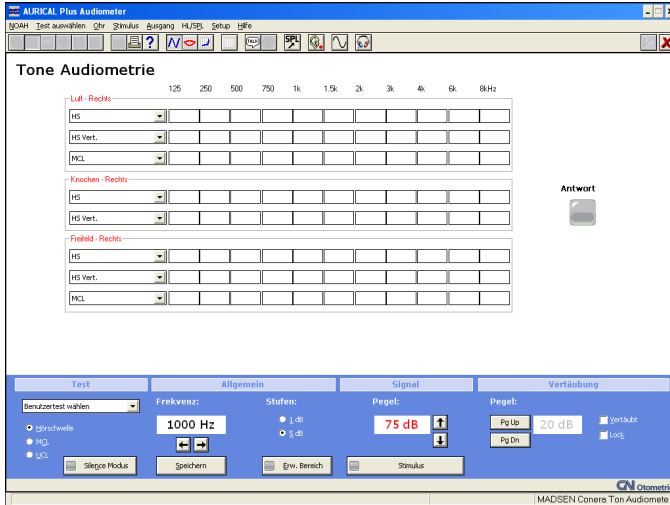 AURICAL Plus Audiometer
NOAH Test auswählen Ohr Stimulus Ausgang HL/SPL Setup Hilfe
TALK SPL
Tone Audiometrie
125 250 500 750 1k 1.5k 2k 3k 4k 6k 8kHz
Luft - Rechts
HS
HS Vert.
MCL
Knochen - Rechts
HS
HS Vert.
Antwort
Freifeld - Rechts
HS
HS Vert.
MCL
Test Allgemein Signal Vertäubung
Benutzertest wählen Frekvenz: Stufen: Pegel: Pegel:
Hörschwelle 1000 Hz 1 dB 75 dB Pg Up 20 dB Vertäubt
MCL 5 dB Pg Dn Lock
UCL
Silence Modus Speichern Erw. Bereich Stimulus
GN Otometri
MADSEN Conera Ton Audiomete